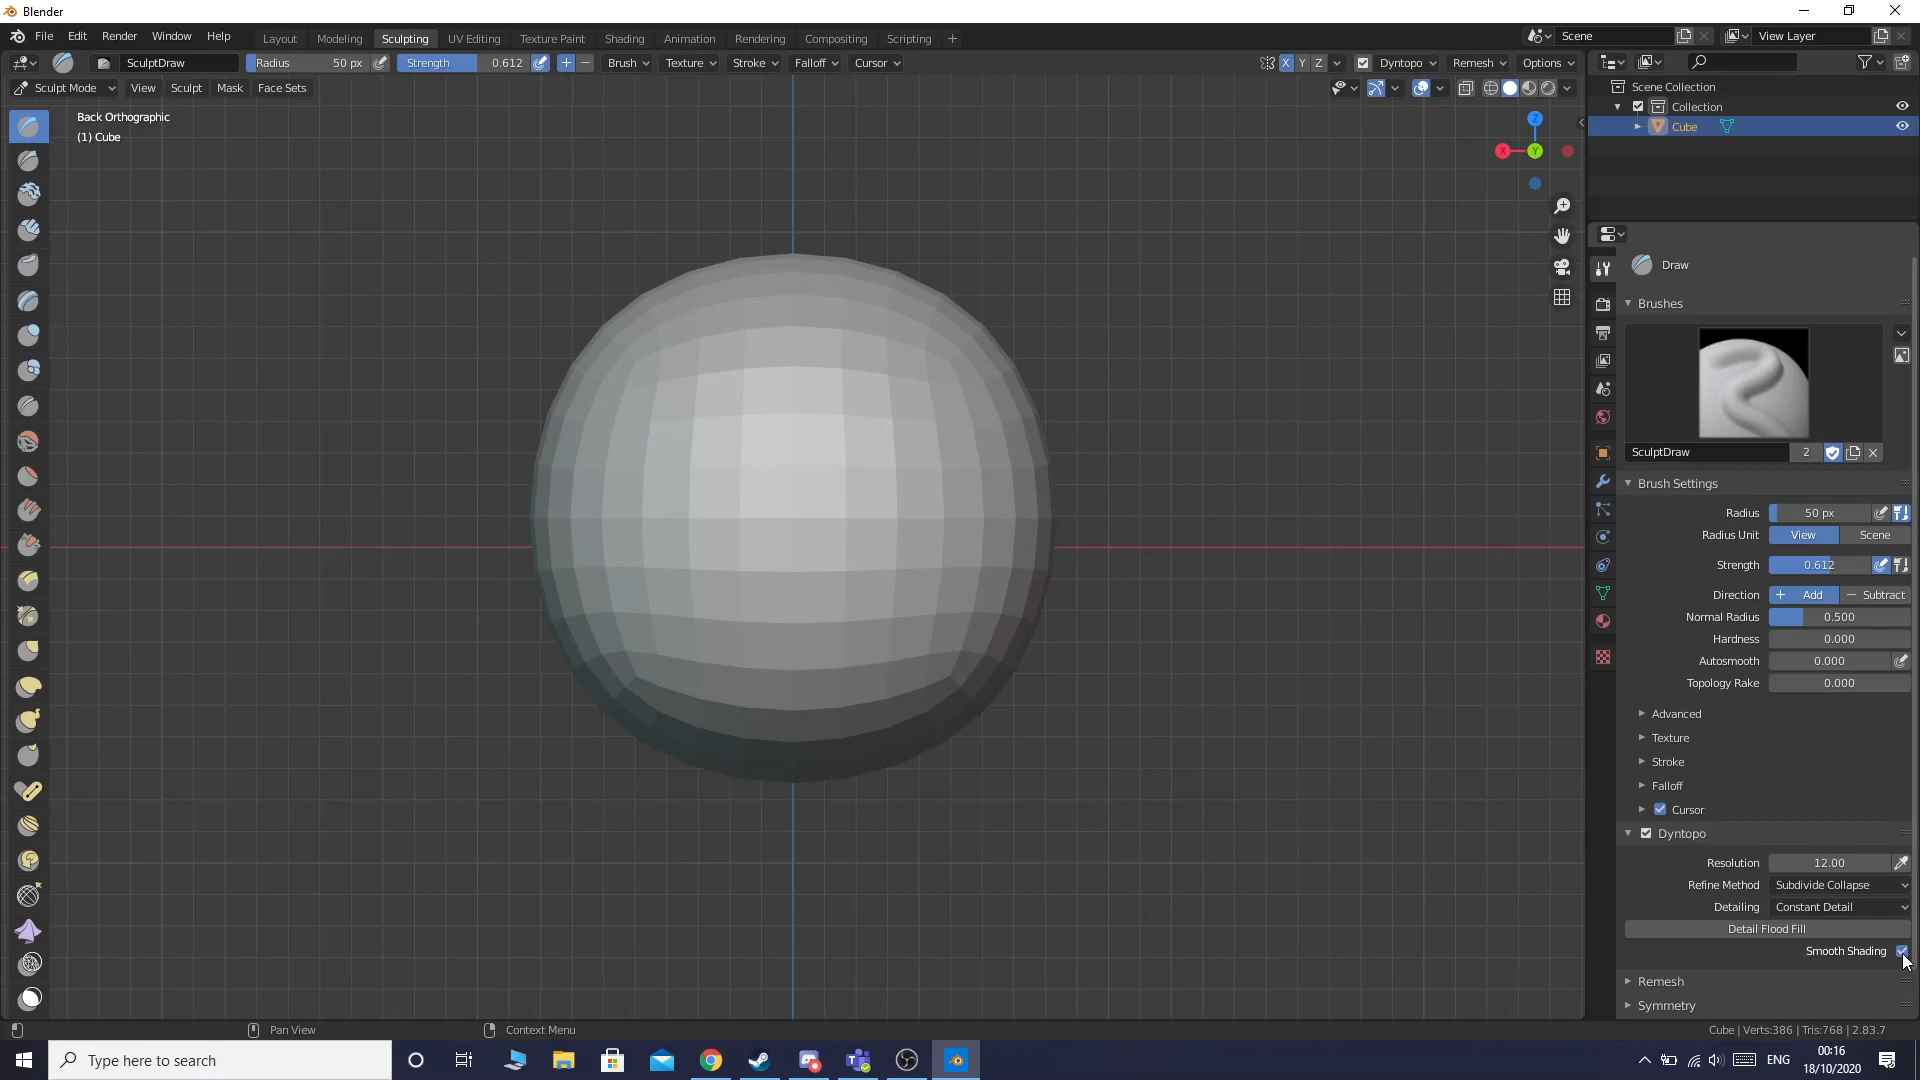 Blender
File Edit Render Window Help
Layout Modeling Sculpting UV Editing Texture Paint Shading Animation Rendering Compositing Scripting +
Scene
View Layer
SculptDraw
Radius 50 px
Strength 0.612
Brush Texture Stroke Falloff Cursor
X Y Z
Dyntopo Remesh Options
Sculpt Mode View Sculpt Mask Face Sets
Back Orthographic
(1) Cube
Z
X Y
Scene Collection
Collection
Cube
Draw
Brushes
SculptDraw 2
Brush Settings
Radius 50 px
Radius Unit View Scene
Strength 0.612
Direction + Add − Subtract
Normal Radius 0.500
Hardness 0.000
Autosmooth 0.000
Topology Rake 0.000
Advanced
Texture
Stroke
Falloff
Cursor
Dyntopo
Resolution 12.00
Refine Method Subdivide Collapse
Detailing Constant Detail
Detail Flood Fill
Smooth Shading
Remesh
Symmetry
Pan View
Context Menu
Cube | Verts:386 | Tris:768 | 2.83.7
Type here to search
ENG
00:16
18/10/2020